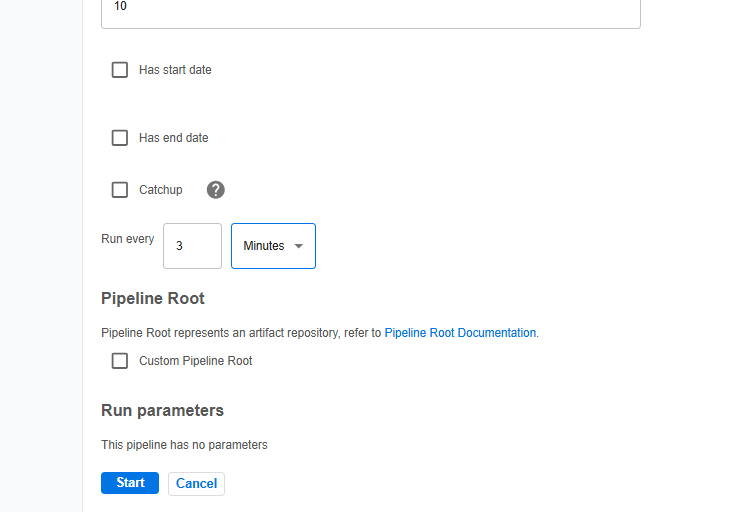 10
Has start date
Has end date
Catchup ?
Run every 3 Minutes
Pipeline Root
Pipeline Root represents an artifact repository, refer to Pipeline Root Documentation.
Custom Pipeline Root
Run parameters
This pipeline has no parameters
Start Cancel